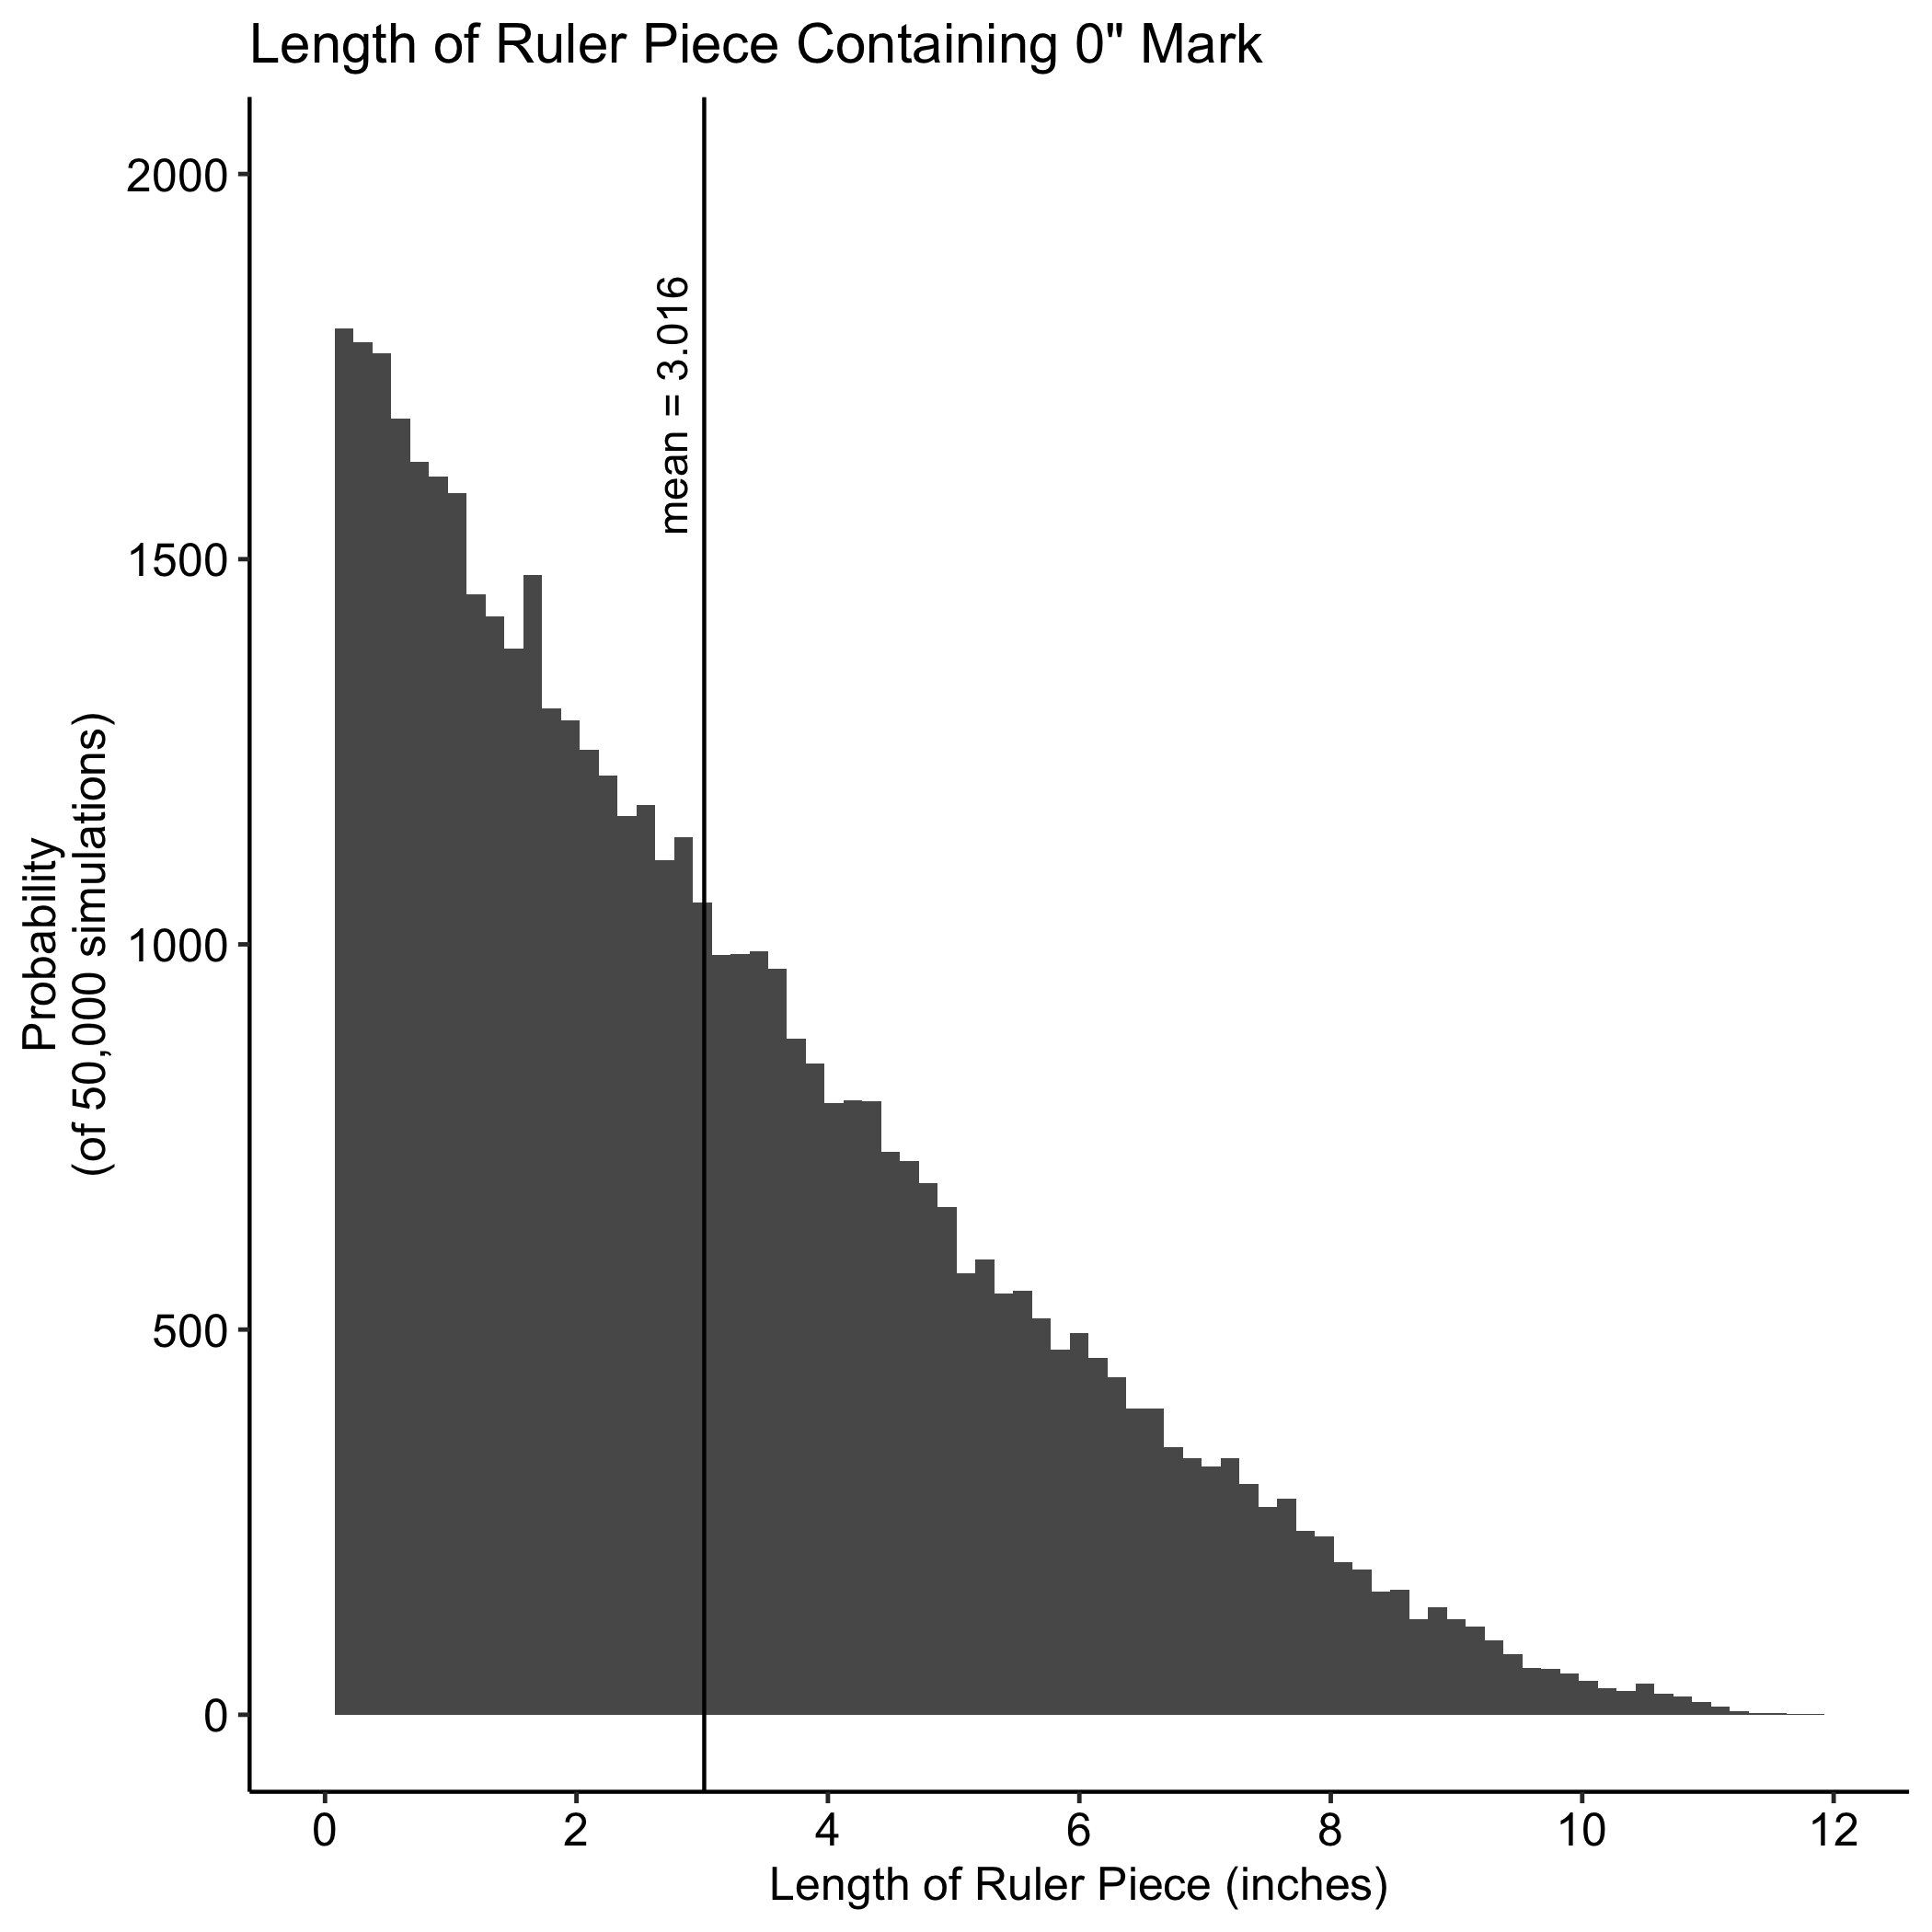 Length of Ruler Piece Containing 0" Mark
2000
1500
1000
500
0
Probability
(of 50,000 simulations)
mean = 3.016
0 2 4 6 8 10 12
Length of Ruler Piece (inches)